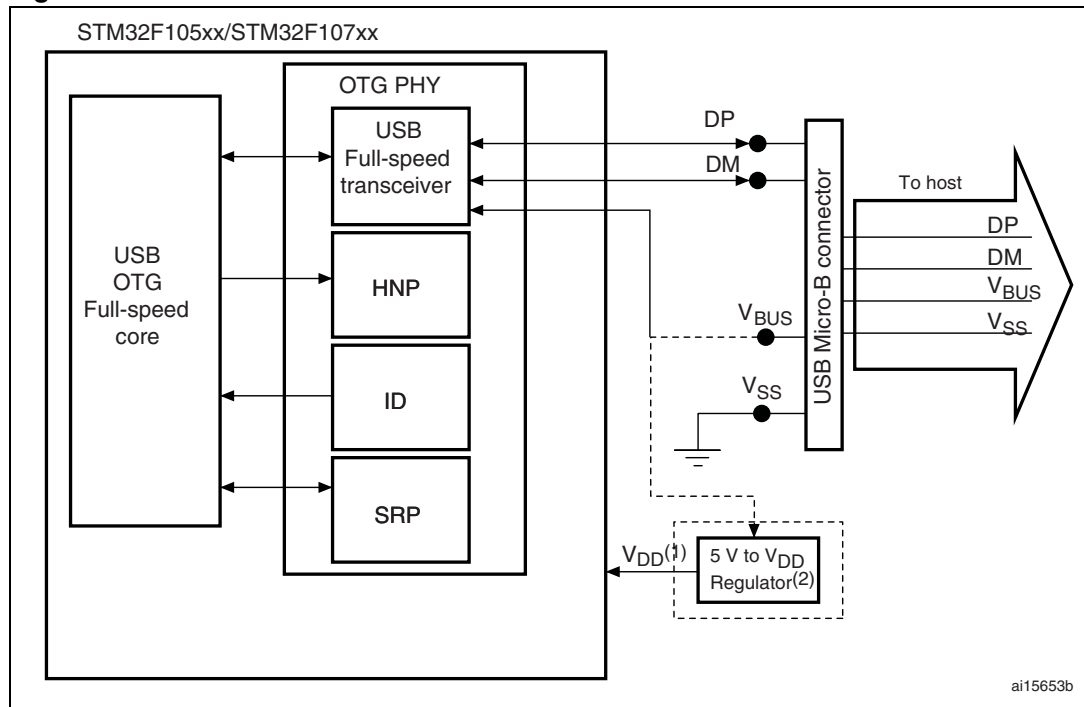 STM32F105xx/STM32F107xx
OTG PHY
USB
Full-speed
transceiver
USB
OTG
Full-speed
core
HNP
ID
SRP
DP
DM
VBUS
VSS
USB Micro-B connector
To host
DP
DM
VBUS
VSS
VDD(1)
5 V to VDD
Regulator(2)
ai15653b